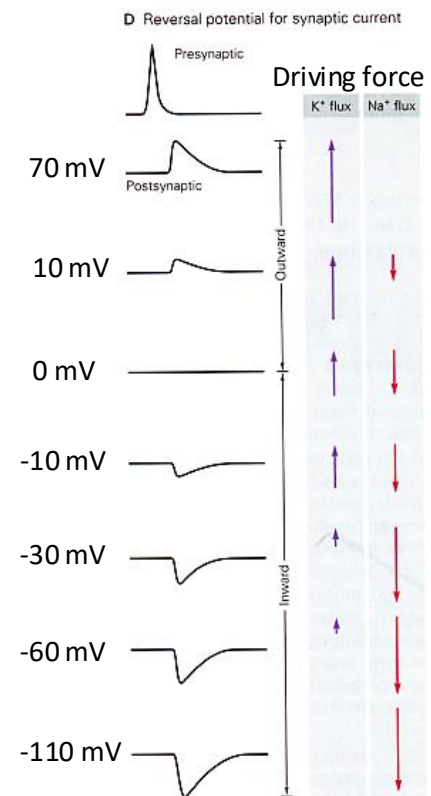 D Reversal potential for synaptic current
Presynaptic
Driving force
K⁺ flux Na⁺ flux
70 mV
Postsynaptic
Outward
10 mV
0 mV
-10 mV
-30 mV
Inward
-60 mV
-110 mV